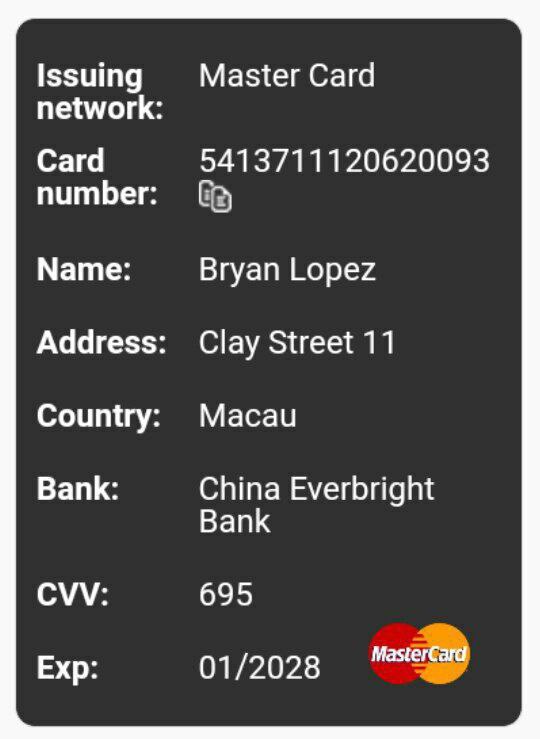 Issuing network: Master Card
Card number: 5413711120620093
Name: Bryan Lopez
Address: Clay Street 11
Country: Macau
Bank: China Everbright
Bank
CVV: 695
MasterCard
Exp: 01/2028